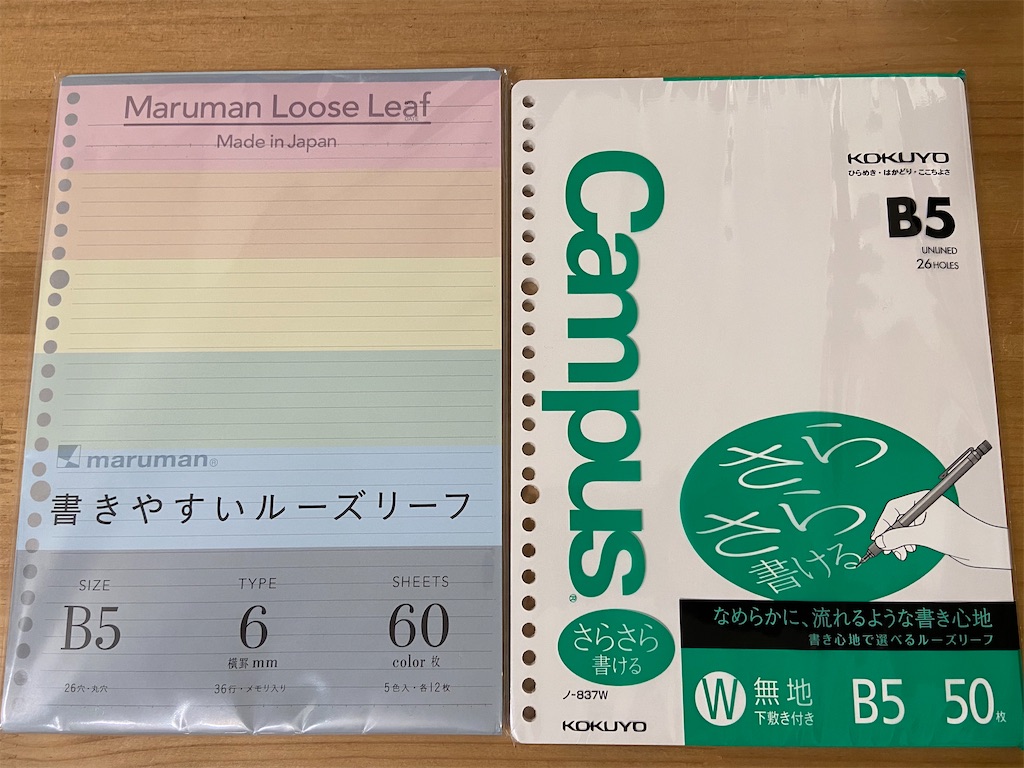 Maruman Loose Leaf
DATE
Made in Japan
maruman®
書きやすいルーズリーフ
SIZE
B5
26穴・丸穴
TYPE
6
横罫mm
36行・メモリ入り
SHEETS
60
color 枚
5色入・各12枚
KOKUYO
ひらめき・はかどり・ここちよさ
B5
UNLINED
26 HOLES
Campus®
さら
さら
書ける
なめらかに、流れるような書き心地
書き心地で選べるルーズリーフ
さらさら
書ける
ノ-837W
KOKUYO
W 無地
下敷き付き
B5 50枚